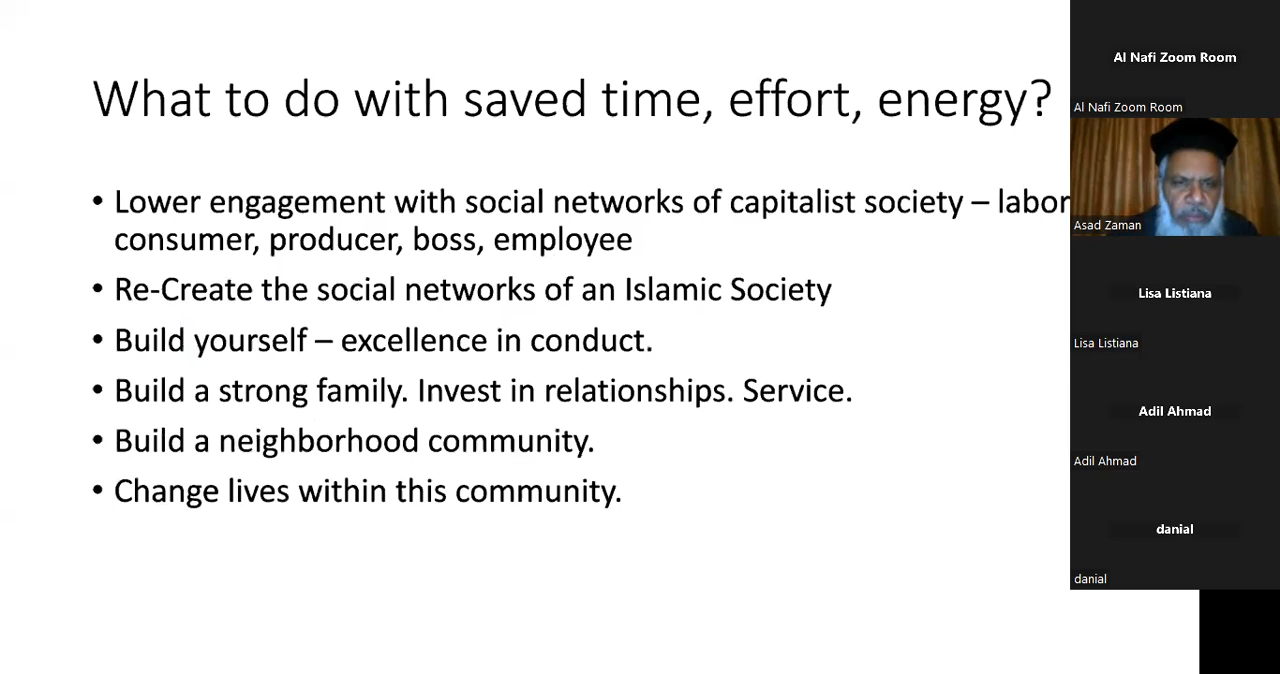 What to do with saved time, effort, energy?
• Lower engagement with social networks of capitalist society – labor
consumer, producer, boss, employee
• Re-Create the social networks of an Islamic Society
• Build yourself – excellence in conduct.
• Build a strong family. Invest in relationships. Service.
• Build a neighborhood community.
• Change lives within this community.
Al Nafi Zoom Room
Al Nafi Zoom Room
Asad Zaman
Lisa Listiana
Lisa Listiana
Adil Ahmad
Adil Ahmad
danial
danial